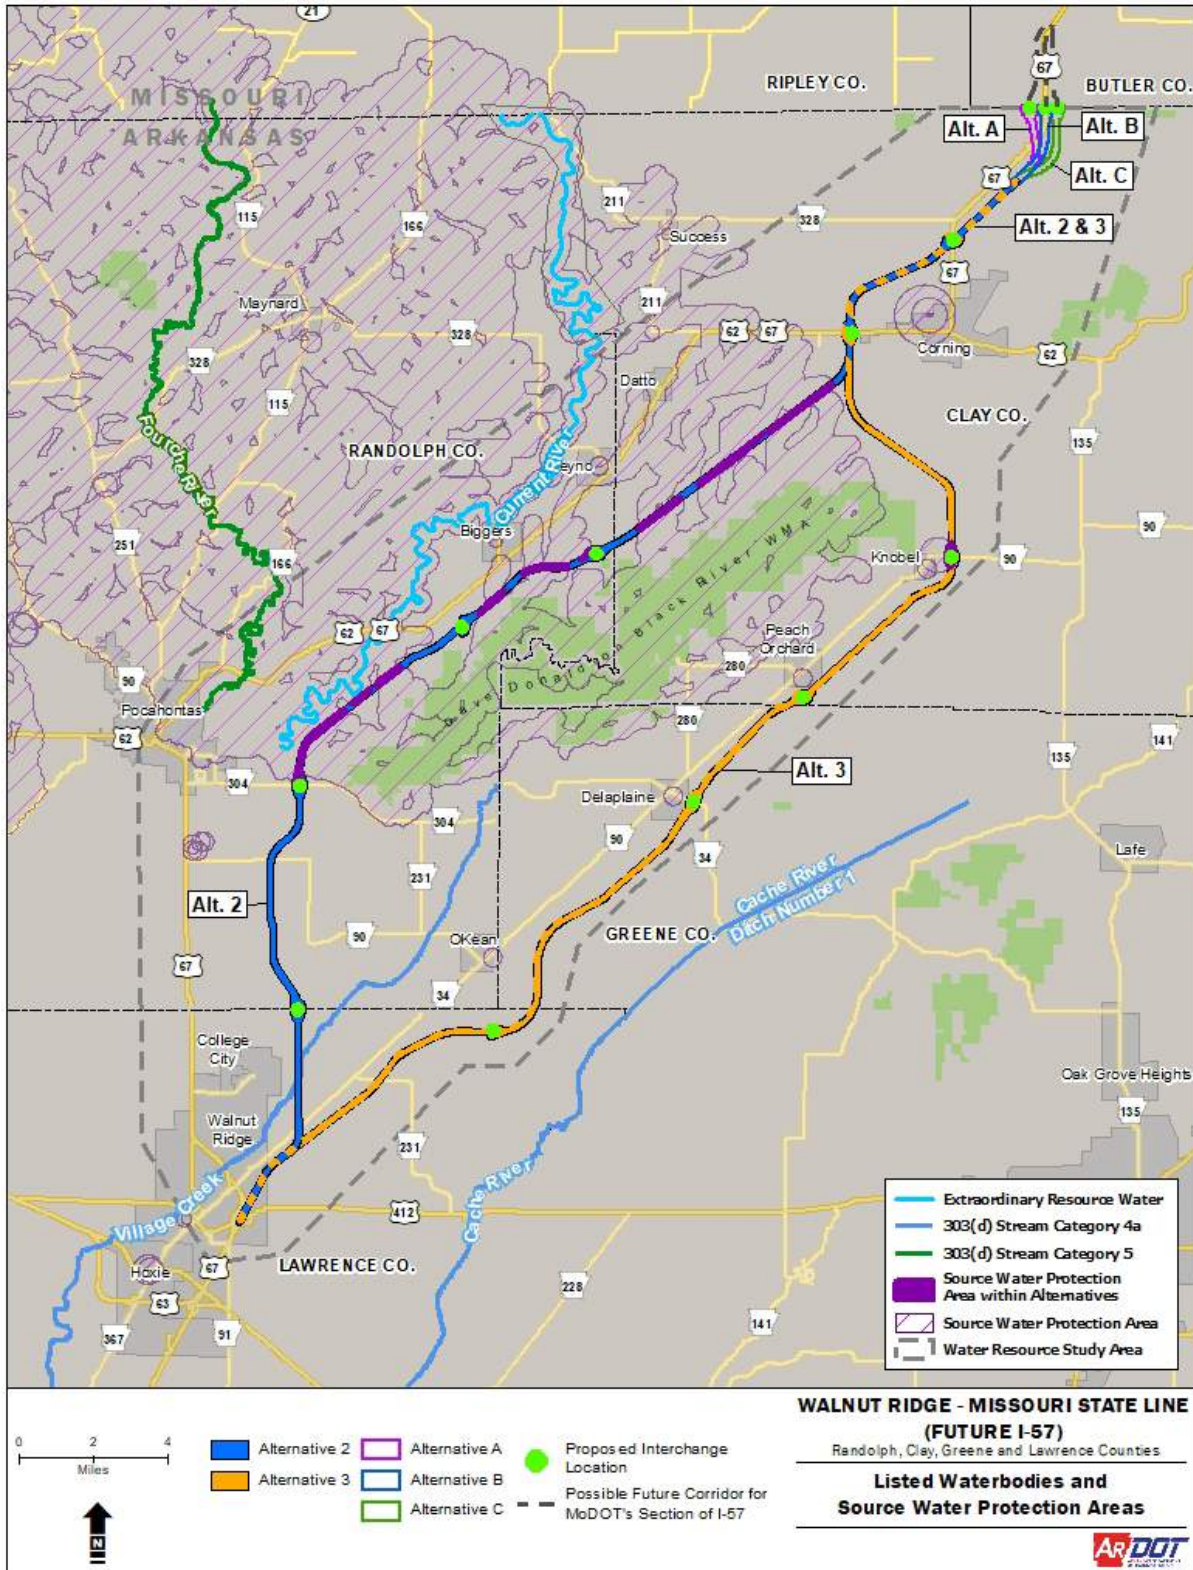 21
RIPLEY CO.
67
BUTLER CO.
MISSOURI
ARKANSAS
Alt. A
Alt. B
67
Alt. C
115
211
166
328
Success
Alt. 2 & 3
67
Maynard
211
328
62
67
328
Corning
62
Datto
115
CLAY CO.
Fourche River
RANDOLPH CO.
135
Current River
eyno
Biggers
90
251
166
Knobel
90
Dave Donaldson Black River WMA
62
67
Peach
Orchard
280
90
Pocahontas
62
280
141
135
304
Alt. 3
Delaplaine
304
90
34
Lafe
231
Cache River
Ditch Number 1
Alt. 2
90
OKean
GREENE CO.
67
34
College
City
Oak Grove Heights
Walnut
Ridge
135
231
Village Creek
412
Cache River
LAWRENCE CO.
Hoxie
67
63
228
367
91
141
Extraordinary Resource Water
303(d) Stream Category 4a
303(d) Stream Category 5
Source Water Protection
Area within Alternatives
Source Water Protection Area
Water Resource Study Area
0 2 4
Miles
N
Alternative 2
Alternative 3
Alternative A
Alternative B
Alternative C
Proposed Interchange
Location
Possible Future Corridor for
MoDOT's Section of I-57
WALNUT RIDGE - MISSOURI STATE LINE
(FUTURE I-57)
Randolph, Clay, Greene and Lawrence Counties
Listed Waterbodies and
Source Water Protection Areas
ARDOT